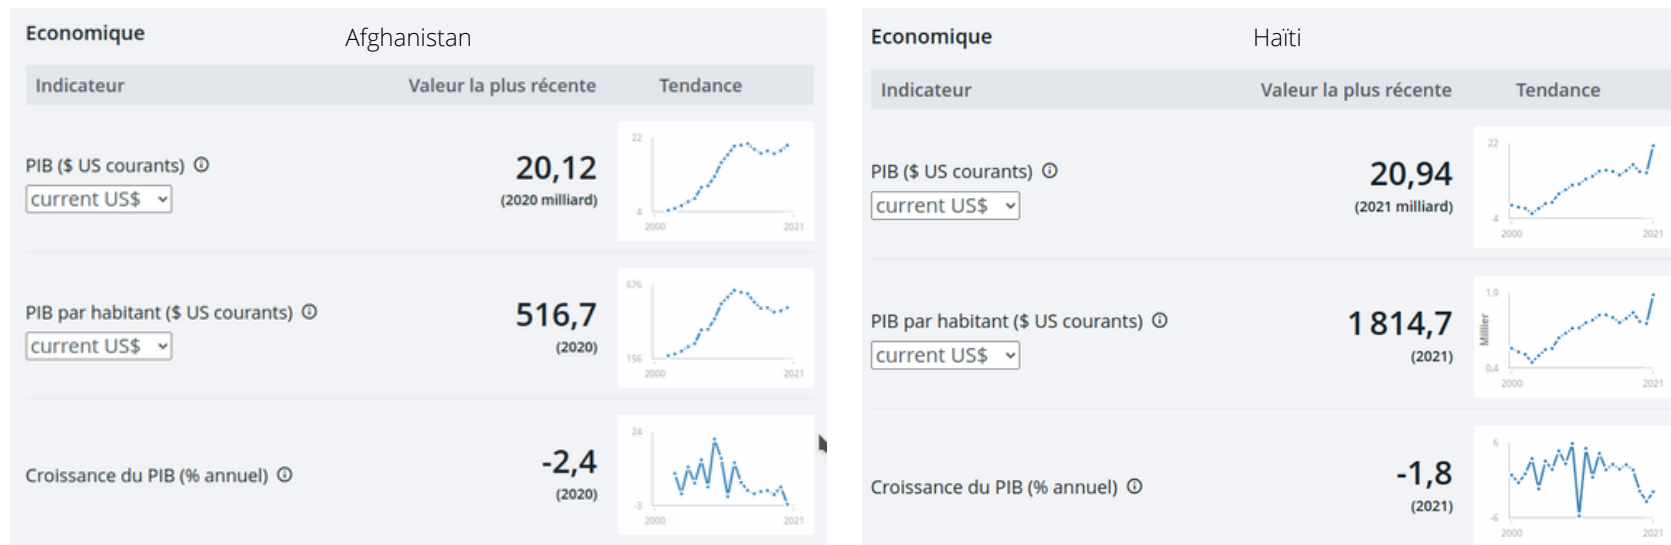 Economique
Afghanistan
Indicateur Valeur la plus récente Tendance
PIB ($ US courants)
current US$
20,12
(2020 milliard)
22
4
2000 2021
PIB par habitant ($ US courants)
current US$
516,7
(2020)
676
156
2000 2021
Croissance du PIB (% annuel)
-2,4
(2020)
24
-3
2000 2021
Economique
Haïti
Indicateur Valeur la plus récente Tendance
PIB ($ US courants)
current US$
20,94
(2021 milliard)
22
4
2000 2021
PIB par habitant ($ US courants)
current US$
1 814,7
(2021)
Millier
1,9
0,4
2000 2021
Croissance du PIB (% annuel)
-1,8
(2021)
6
-6
2000 2021